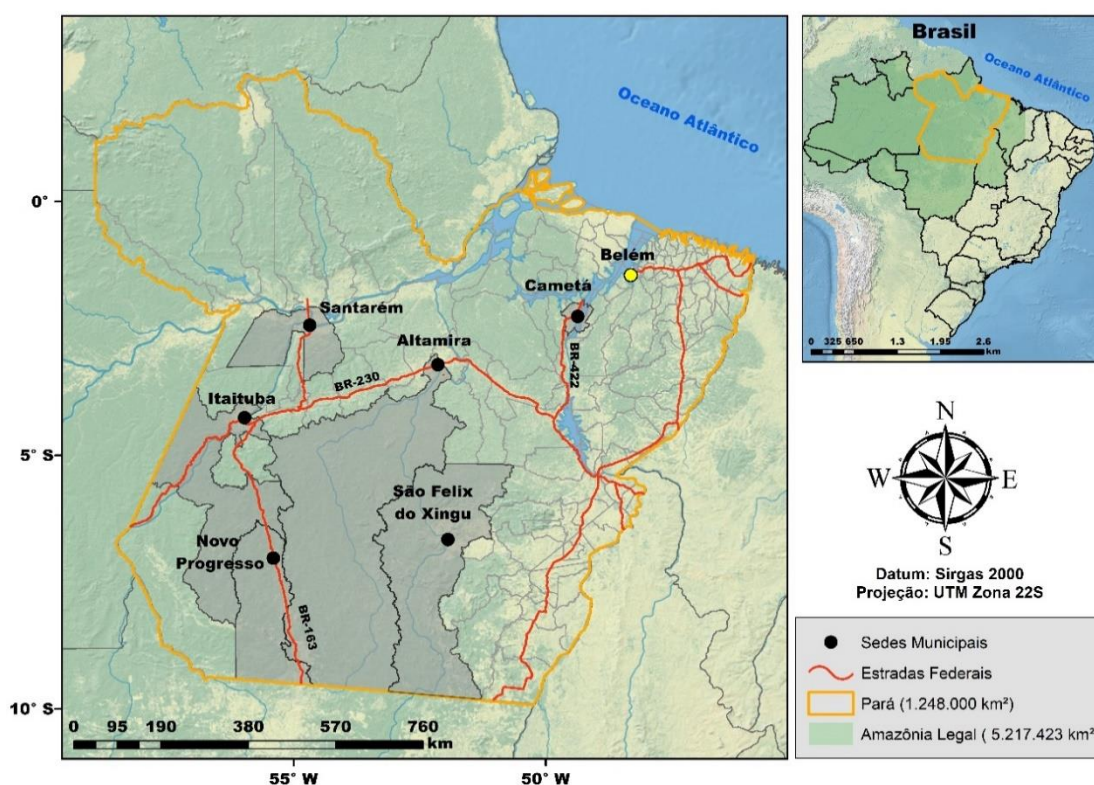 Oceano Atlântico
0°
5° S
10° S
55° W
50° W
Belém
Cametá
Santarém
Altamira
BR-422
BR-230
Itaituba
São Felix
do Xingu
Novo
Progresso
BR-163
0 95 190 380 570 760
km
Brasil
Oceano Atlântico
0 325 650 1.3 1.95 2.6
km
N
W E
S
Datum: Sirgas 2000
Projeção: UTM Zona 22S
Sedes Municipais
Estradas Federais
Pará (1.248.000 km²)
Amazônia Legal ( 5.217.423 km²